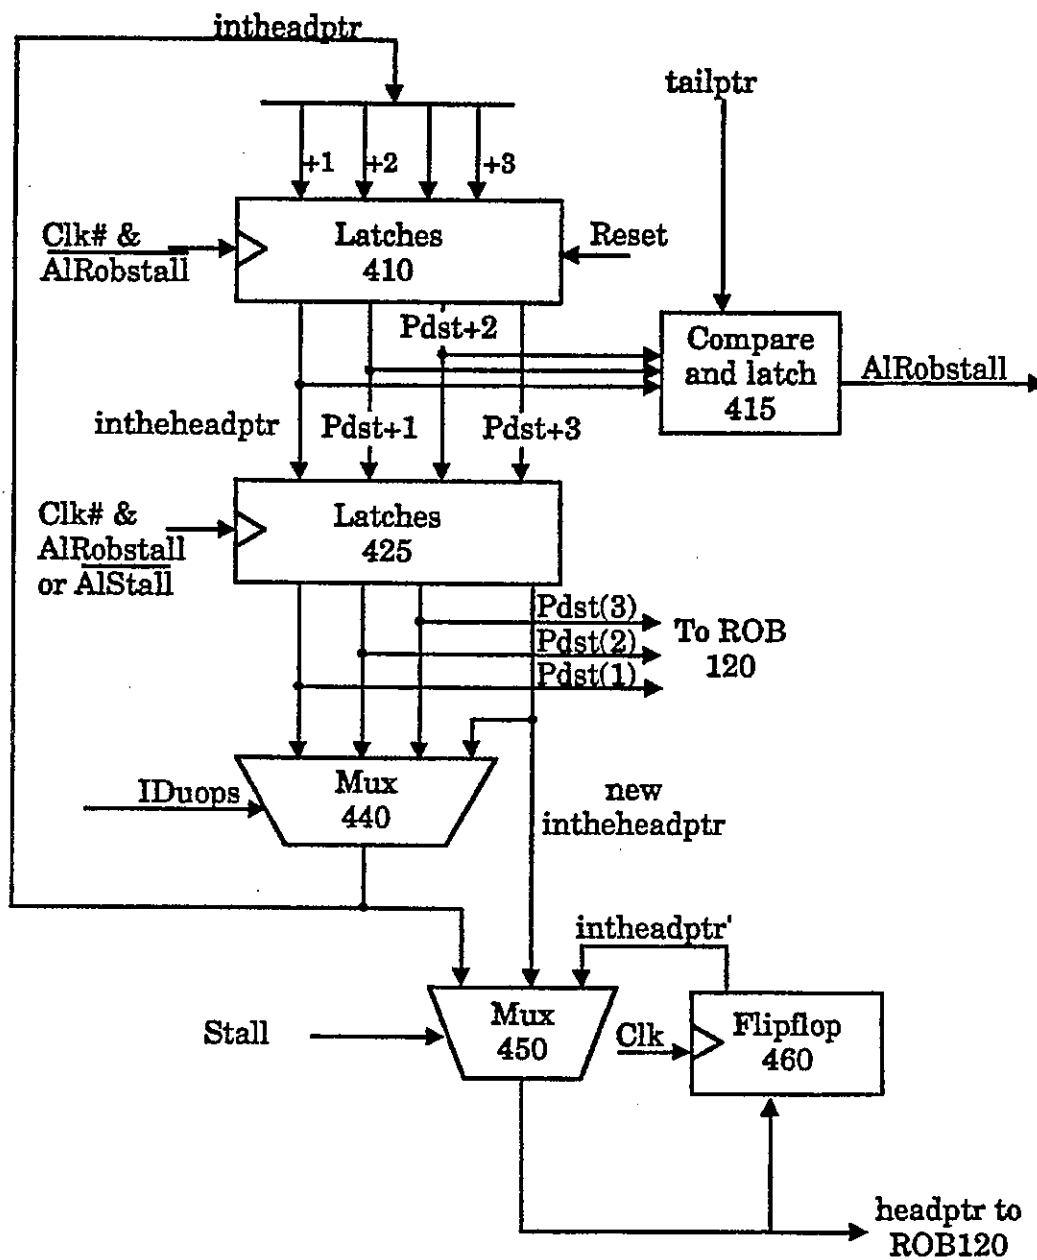 intheadptr
tailptr
+1
+2
+3
Clk# &
AlRobstall
Latches
410
Reset
Pdst+2
Compare
and latch
415
AlRobstall
intheheadptr
Pdst+1
Pdst+3
Clk# &
AlRobstall
or AlStall
Latches
425
Pdst(3)
Pdst(2)
Pdst(1)
To ROB
120
IDuops
Mux
440
new
intheheadptr
intheadptr'
Stall
Mux
450
Clk
Flipflop
460
headptr to
ROB120